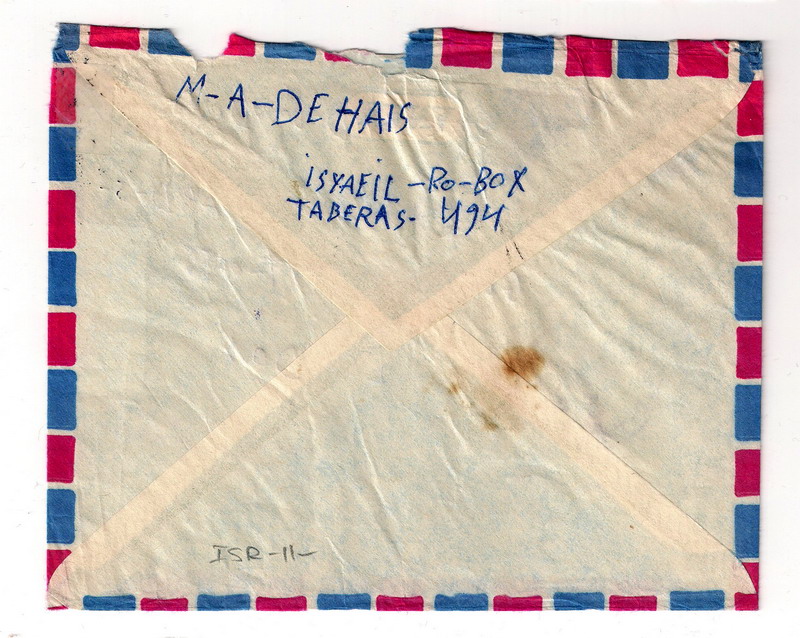 M-A-DEHAIS
iSYAEIL-Po-BOX
TABERAS- 494
ISR-11-